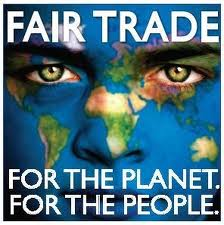 FAIR TRADE
FOR THE PLANET.
FOR THE PEOPLE.